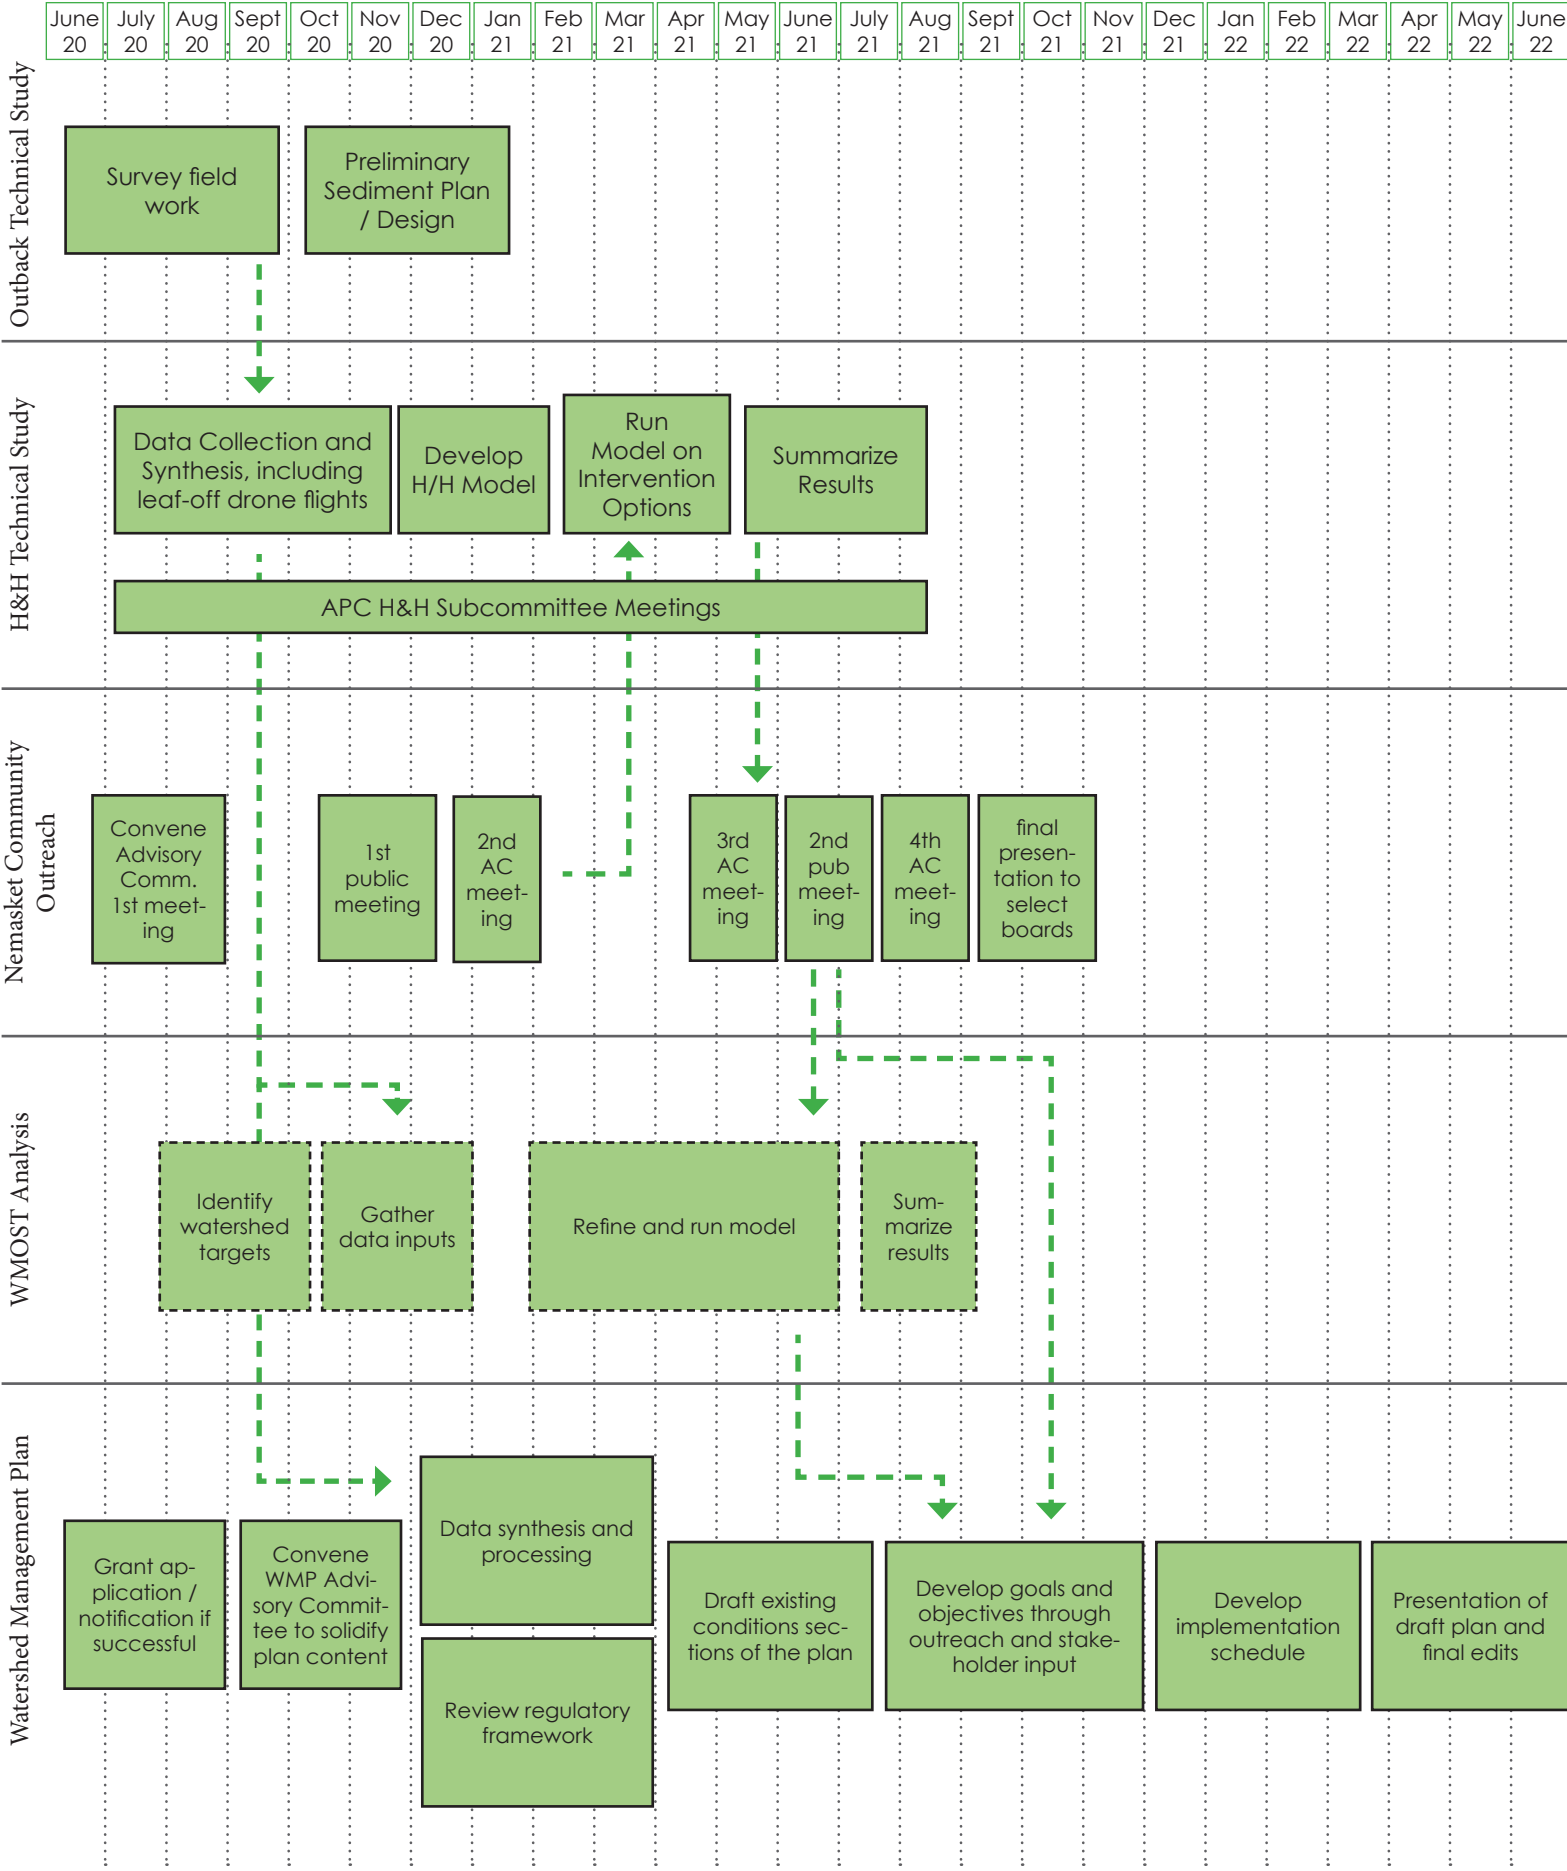 June July Aug Sept Oct Nov Dec Jan Feb Mar Apr May June July Aug Sept Oct Nov Dec Jan Feb Mar Apr May June
20 20 20 20 20 20 20 21 21 21 21 21 21 21 21 21 21 21 21 22 22 22 22 22 22
Outback Technical Study
Survey field
work
Preliminary
Sediment Plan
/ Design
H&H Technical Study
Data Collection and
Synthesis, including
leaf-off drone flights
Develop
H/H Model
Run
Model on
Intervention
Options
Summarize
Results
APC H&H Subcommittee Meetings
Nemasket Community
Outreach
Convene
Advisory
Comm.
1st meet-
ing
1st
public
meeting
2nd
AC
meet-
ing
3rd
AC
meet-
ing
2nd
pub
meet-
ing
4th
AC
meet-
ing
final
presen-
tation to
select
boards
WMOST Analysis
Identify
watershed
targets
Gather
data inputs
Refine and run model
Sum-
marize
results
Watershed Management Plan
Grant ap-
plication /
notification if
successful
Convene
WMP Advi-
sory Commit-
tee to solidify
plan content
Data synthesis and
processing
Review regulatory
framework
Draft existing
conditions sec-
tions of the plan
Develop goals and
objectives through
outreach and stake-
holder input
Develop
implementation
schedule
Presentation of
draft plan and
final edits